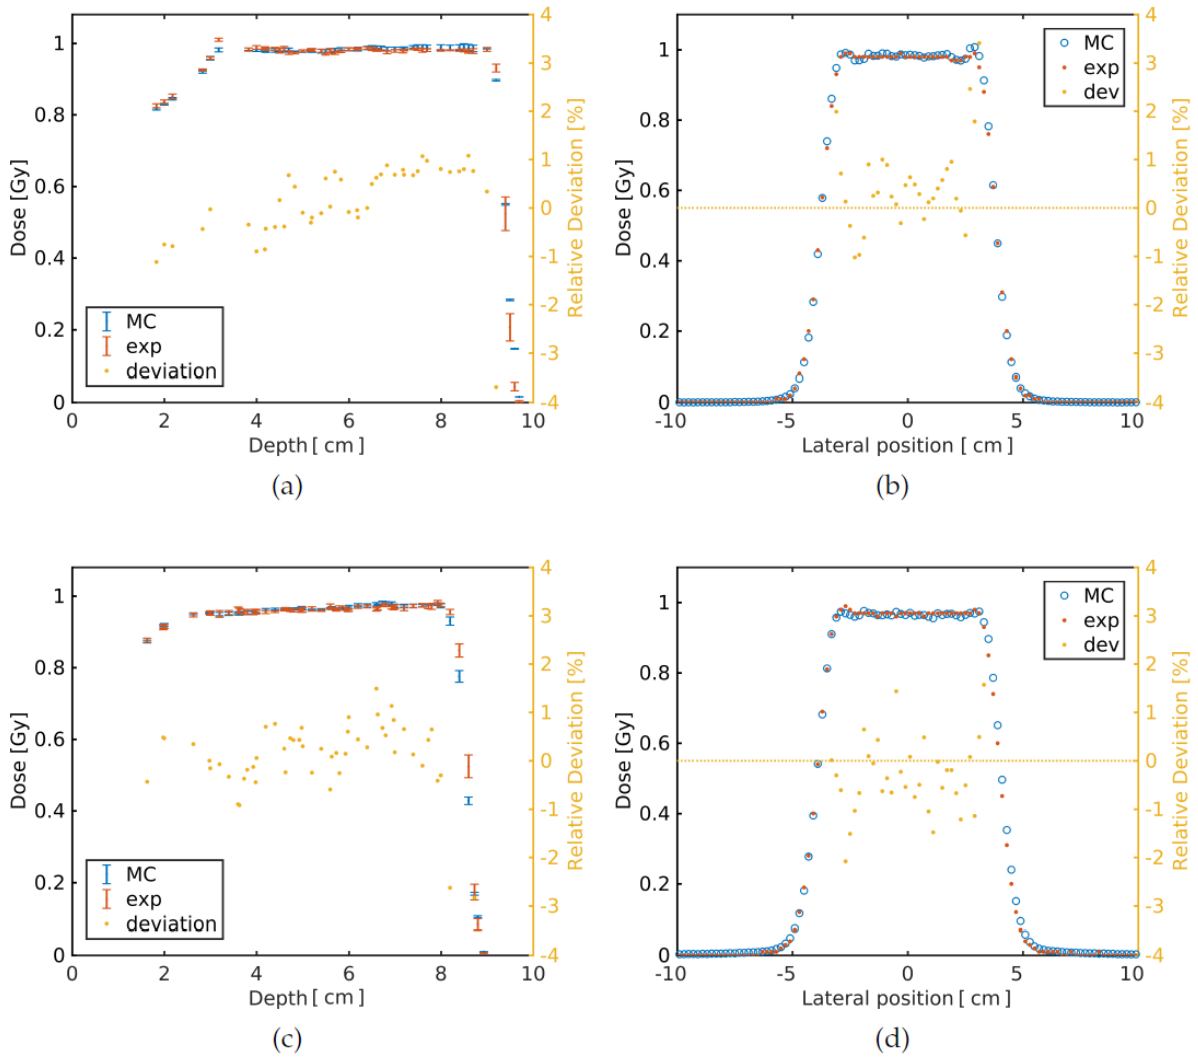 1
0.8
0.6
0.4
0.2
0
Dose [Gy]
4
3
2
1
0
-1
-2
-3
-4
Relative Deviation [%]
MC
exp
deviation
0 2 4 6 8 10
Depth [ cm]
(a)
1
0.8
0.6
0.4
0.2
0
Dose [Gy]
4
3
2
1
0
-1
-2
-3
-4
Relative Deviation [%]
MC
exp
dev
-10 -5 0 5 10
Lateral position [ cm]
(b)
1
0.8
0.6
0.4
0.2
0
Dose [Gy]
4
3
2
1
0
-1
-2
-3
-4
Relative Deviation [%]
MC
exp
deviation
0 2 4 6 8 10
Depth [ cm]
(c)
1
0.8
0.6
0.4
0.2
0
Dose [Gy]
4
3
2
1
0
-1
-2
-3
-4
Relative Deviation [%]
MC
exp
dev
-10 -5 0 5 10
Lateral position [ cm]
(d)